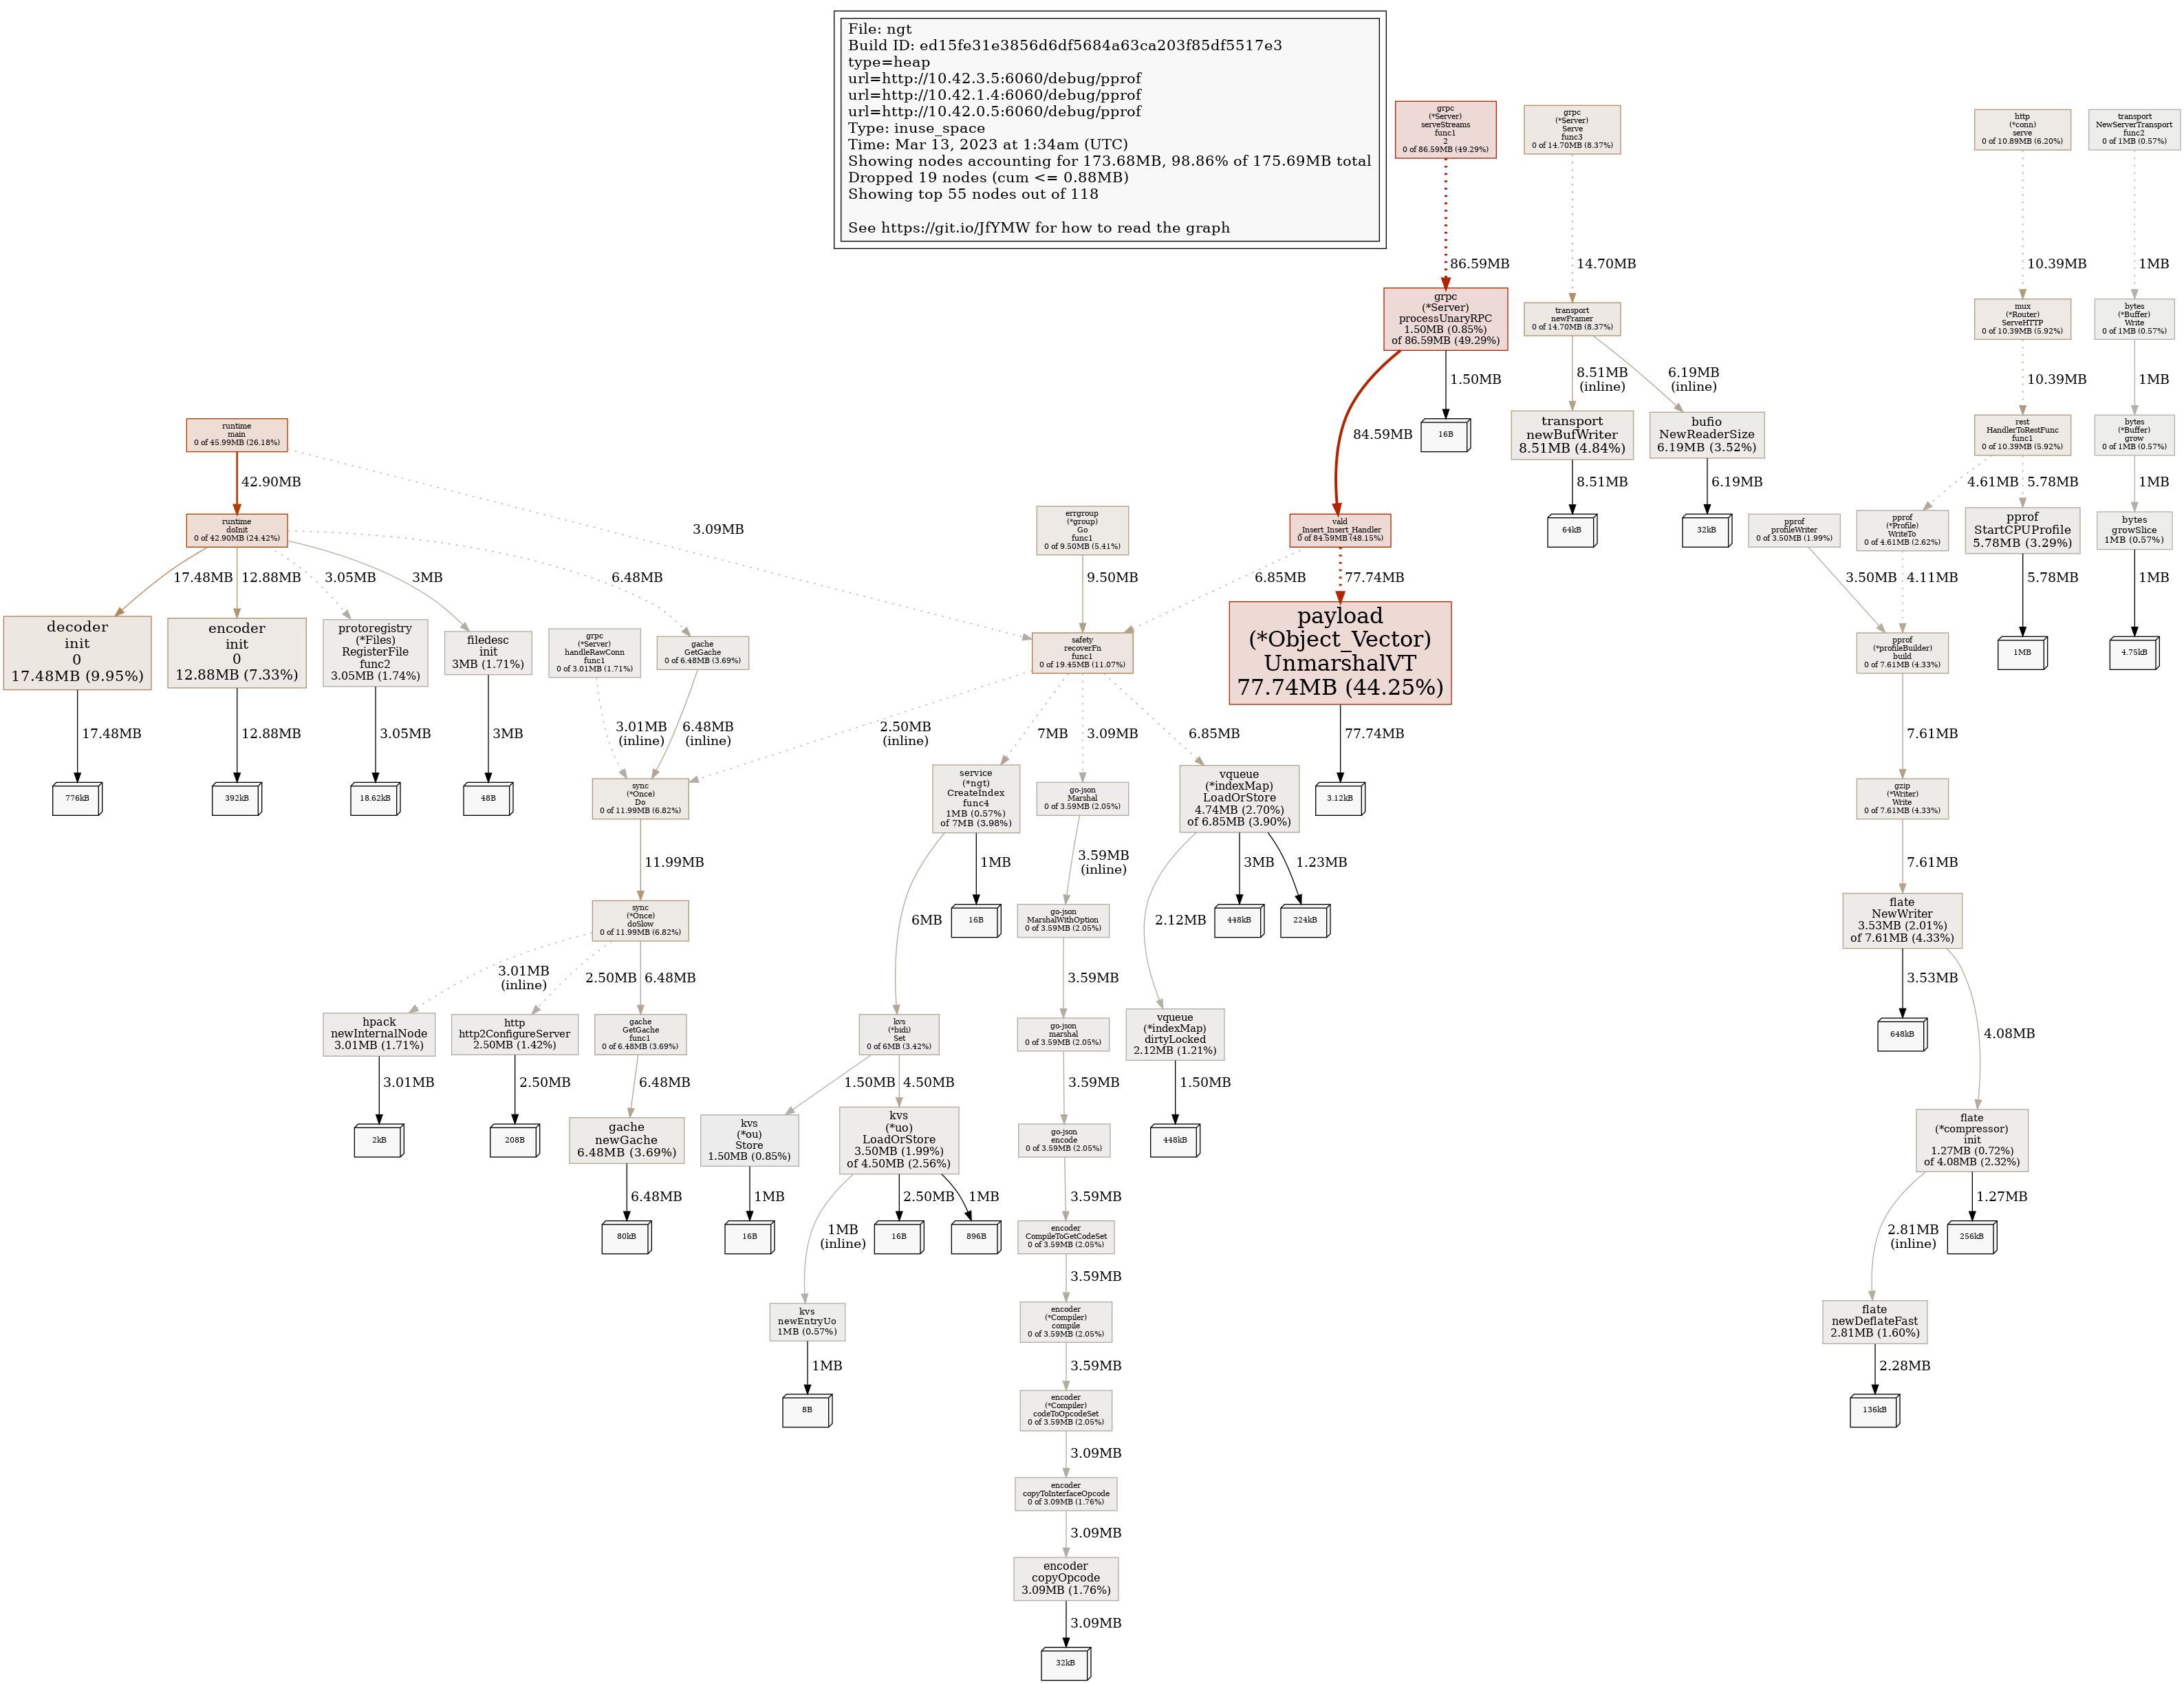 File: ngt
Build ID: ed15fe31e3856d6df5684a63ca203f85df5517e3
type=heap
url=http://10.42.3.5:6060/debug/pprof
url=http://10.42.1.4:6060/debug/pprof
url=http://10.42.0.5:6060/debug/pprof
Type: inuse_space
Time: Mar 13, 2023 at 1:34am (UTC)
Showing nodes accounting for 173.68MB, 98.86% of 175.69MB total
Dropped 19 nodes (cum <= 0.88MB)
Showing top 55 nodes out of 118
See https://git.io/JfYMW for how to read the graph
grpc
(*Server)
serveStreams
func1
2
0 of 86.59MB (49.29%)
grpc
(*Server)
Serve
func3
0 of 14.70MB (8.37%)
http
(*conn)
serve
0 of 10.89MB (6.20%)
transport
NewServerTransport
func2
0 of 1MB (0.57%)
86.59MB
14.70MB
10.39MB
1MB
grpc
(*Server)
processUnaryRPC
1.50MB (0.85%)
of 86.59MB (49.29%)
transport
newFramer
0 of 14.70MB (8.37%)
mux
(*Router)
ServeHTTP
0 of 10.39MB (5.92%)
bytes
(*Buffer)
Write
0 of 1MB (0.57%)
84.59MB
1.50MB
16B
8.51MB
(inline)
6.19MB
(inline)
10.39MB
1MB
runtime
main
0 of 45.99MB (26.18%)
transport
newBufWriter
8.51MB (4.84%)
bufio
NewReaderSize
6.19MB (3.52%)
rest
HandlerToRestFunc
func1
0 of 10.39MB (5.92%)
bytes
(*Buffer)
grow
0 of 1MB (0.57%)
42.90MB
3.09MB
8.51MB
64kB
6.19MB
32kB
4.61MB
5.78MB
1MB
runtime
doInit
0 of 42.90MB (24.42%)
errgroup
(*group)
Go
func1
0 of 9.50MB (5.41%)
vald
_Insert_Insert_Handler
0 of 84.59MB (48.15%)
pprof
profileWriter
0 of 3.50MB (1.99%)
pprof
(*Profile)
WriteTo
0 of 4.61MB (2.62%)
pprof
StartCPUProfile
5.78MB (3.29%)
bytes
growSlice
1MB (0.57%)
17.48MB
12.88MB
3.05MB
3MB
6.48MB
9.50MB
6.85MB
77.74MB
3.50MB
4.11MB
5.78MB
1MB
1MB
4.75kB
decoder
init
0
17.48MB (9.95%)
encoder
init
0
12.88MB (7.33%)
protoregistry
(*Files)
RegisterFile
func2
3.05MB (1.74%)
filedesc
init
3MB (1.71%)
grpc
(*Server)
handleRawConn
func1
0 of 3.01MB (1.71%)
gache
GetGache
0 of 6.48MB (3.69%)
safety
recoverFn
func1
0 of 19.45MB (11.07%)
payload
(*Object_Vector)
UnmarshalVT
77.74MB (44.25%)
pprof
(*profileBuilder)
build
0 of 7.61MB (4.33%)
17.48MB
776kB
12.88MB
392kB
3.05MB
18.62kB
3MB
48B
3.01MB
(inline)
6.48MB
(inline)
2.50MB
(inline)
7MB
3.09MB
6.85MB
77.74MB
3.12kB
7.61MB
sync
(*Once)
Do
0 of 11.99MB (6.82%)
service
(*ngt)
CreateIndex
func4
1MB (0.57%)
of 7MB (3.98%)
go-json
Marshal
0 of 3.59MB (2.05%)
vqueue
(*indexMap)
LoadOrStore
4.74MB (2.70%)
of 6.85MB (3.90%)
gzip
(*Writer)
Write
0 of 7.61MB (4.33%)
11.99MB
6MB
1MB
16B
3.59MB
(inline)
2.12MB
3MB
448kB
1.23MB
224kB
7.61MB
sync
(*Once)
doSlow
0 of 11.99MB (6.82%)
go-json
MarshalWithOption
0 of 3.59MB (2.05%)
flate
NewWriter
3.53MB (2.01%)
of 7.61MB (4.33%)
3.01MB
(inline)
2.50MB
6.48MB
3.59MB
3.53MB
648kB
4.08MB
hpack
newInternalNode
3.01MB (1.71%)
http
http2ConfigureServer
2.50MB (1.42%)
gache
GetGache
func1
0 of 6.48MB (3.69%)
kvs
(*bidi)
Set
0 of 6MB (3.42%)
go-json
marshal
0 of 3.59MB (2.05%)
vqueue
(*indexMap)
dirtyLocked
2.12MB (1.21%)
3.01MB
2kB
2.50MB
208B
6.48MB
1.50MB
4.50MB
3.59MB
1.50MB
448kB
gache
newGache
6.48MB (3.69%)
kvs
(*ou)
Store
1.50MB (0.85%)
kvs
(*uo)
LoadOrStore
3.50MB (1.99%)
of 4.50MB (2.56%)
go-json
encode
0 of 3.59MB (2.05%)
flate
(*compressor)
init
1.27MB (0.72%)
of 4.08MB (2.32%)
6.48MB
80kB
1MB
16B
1MB
(inline)
2.50MB
16B
1MB
896B
3.59MB
2.81MB
(inline)
1.27MB
256kB
encoder
CompileToGetCodeSet
0 of 3.59MB (2.05%)
3.59MB
kvs
newEntryUo
1MB (0.57%)
encoder
(*Compiler)
compile
0 of 3.59MB (2.05%)
flate
newDeflateFast
2.81MB (1.60%)
1MB
8B
3.59MB
2.28MB
136kB
encoder
(*Compiler)
codeToOpcodeSet
0 of 3.59MB (2.05%)
3.09MB
encoder
copyToInterfaceOpcode
0 of 3.09MB (1.76%)
3.09MB
encoder
copyOpcode
3.09MB (1.76%)
3.09MB
32kB